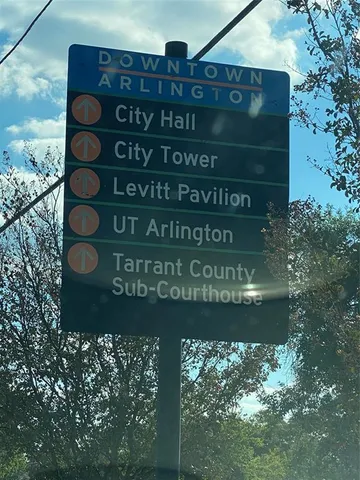 DOWNTOWN
ARLINGTON
City Hall
City Tower
Levitt Pavilion
UT Arlington
Tarrant County
Sub-Courthouse